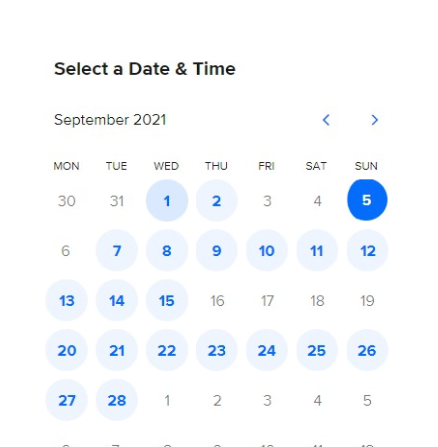 Select a Date & Time
September 2021
MON TUE WED THU FRI SAT SUN
30 31 1 2 3 4 5
6 7 8 9 10 11 12
13 14 15 16 17 18 19
20 21 22 23 24 25 26
27 28 1 2 3 4 5